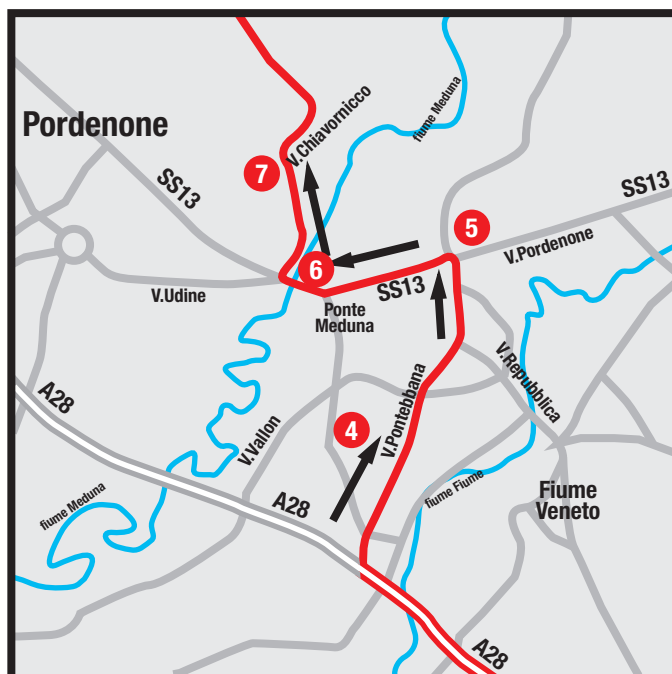 fiume Meduna
V.Chiavornicco
Pordenone
7
SS13
SS13
5
V.Pordenone
6
V.Udine
SS13
Ponte
Meduna
V.Repubblica
A28
4
V.Pontebbana
V.Vallon
fiume Meduna
A28
fiume Fiume
Fiume
Veneto
A28